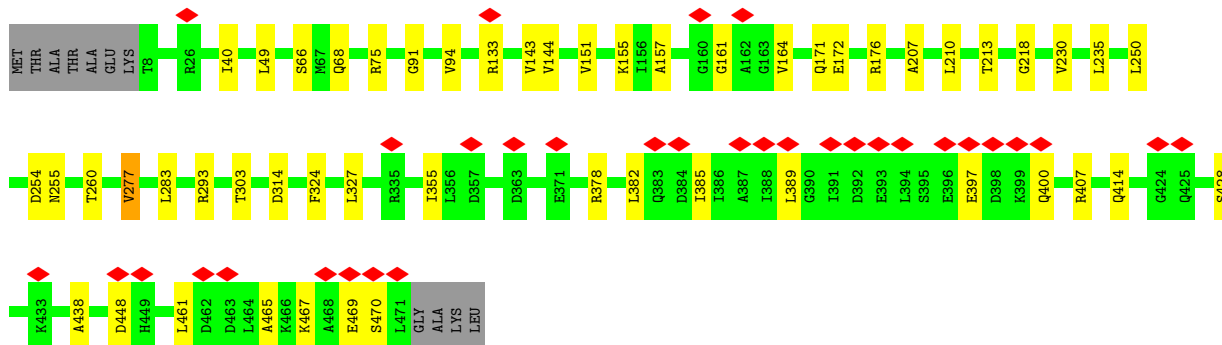 MET THR ALA THR ALA GLU LYS T8 R26 I40 L49 S66 M67 Q68 R75 G91 V94 R133 V143 V144 V151 K155 I156 A157 G160 G161 A162 G163 V164 Q171 E172 R176 A207 L210 T213 G218 V230 L235 L250
D254 N255 T260 V277 L283 R293 T303 D314 F324 L327 R335 I355 L356 D357 D363 E371 R378 L382 Q383 D384 I385 I386 A387 I388 L389 G390 I391 D392 E393 L394 S395 E396 E397 D398 K399 Q400 R407 Q414 G424 Q425
K433 A438 D448 H449 L461 D462 D463 L464 A465 K466 K467 A468 E469 S470 L471 GLY ALA LYS LEU